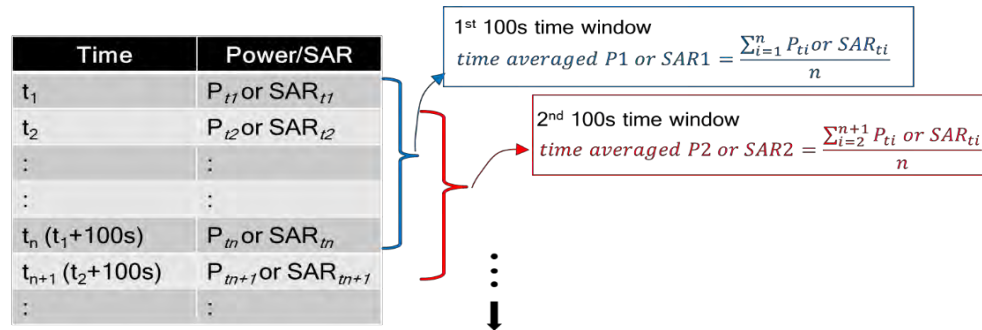 1st 100s time window
time averaged P1 or SAR1 = ∑ⁿᵢ₌₁ Pₜᵢ or SARₜᵢ / n
Time Power/SAR
t₁ Pₜ₁ or SARₜ₁
t₂ Pₜ₂ or SARₜ₂
: :
: :
tₙ (t₁+100s) Pₜₙ or SARₜₙ
tₙ₊₁ (t₂+100s) Pₜₙ₊₁ or SARₜₙ₊₁
: :
2nd 100s time window
time averaged P2 or SAR2 = ∑ⁿ⁺¹ᵢ₌₂ Pₜᵢ or SARₜᵢ / n